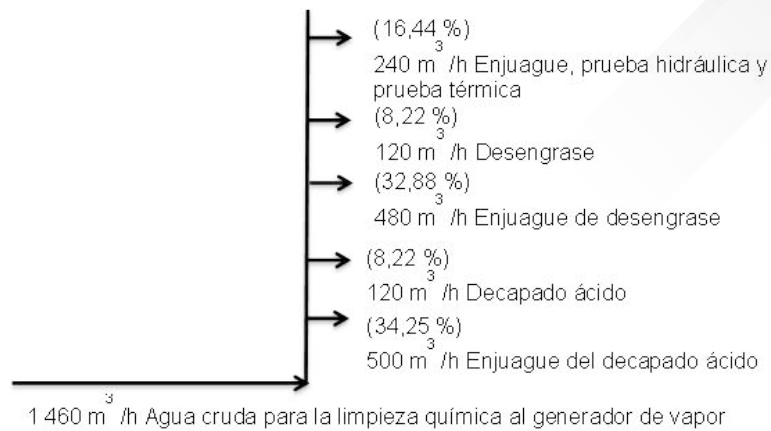 (16,44 %)
240 m³/h Enjuague, prueba hidráulica y
prueba térmica
(8,22 %)
120 m³/h Desengrase
(32,88 %)
480 m³/h Enjuague de desengrase
(8,22 %)
120 m³/h Decapado ácido
(34,25 %)
500 m³/h Enjuague del decapado ácido
1 460 m³/h Agua cruda para la limpieza química al generador de vapor